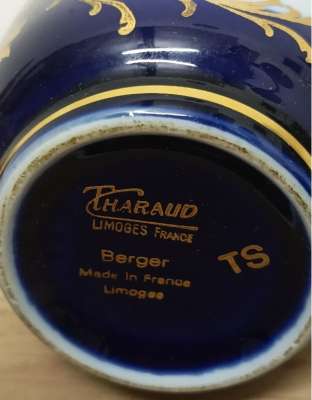 THARAUD
LIMOGES FRANCE
Berger
Made in France
Limoges
TS